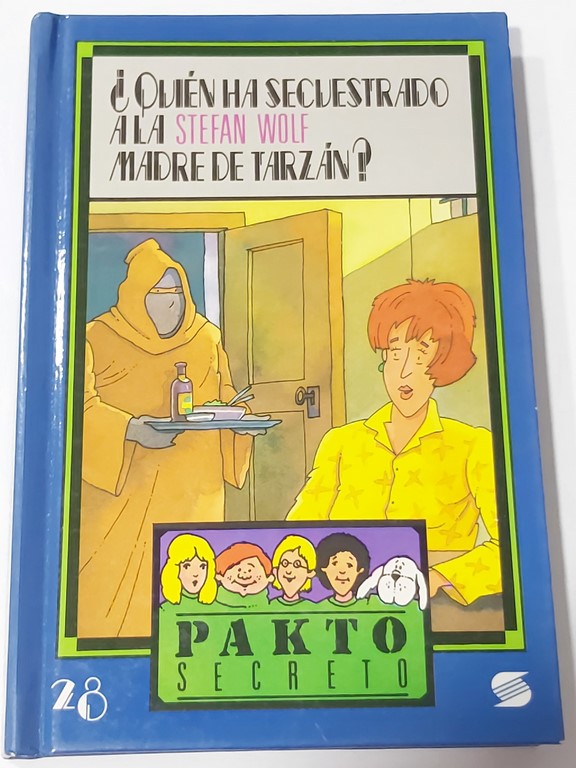 ¿QUIÉN HA SECUESTRADO
A LA STEFAN WOLF
MADRE DE TARZÁN?
PAKTO
SECRETO
28